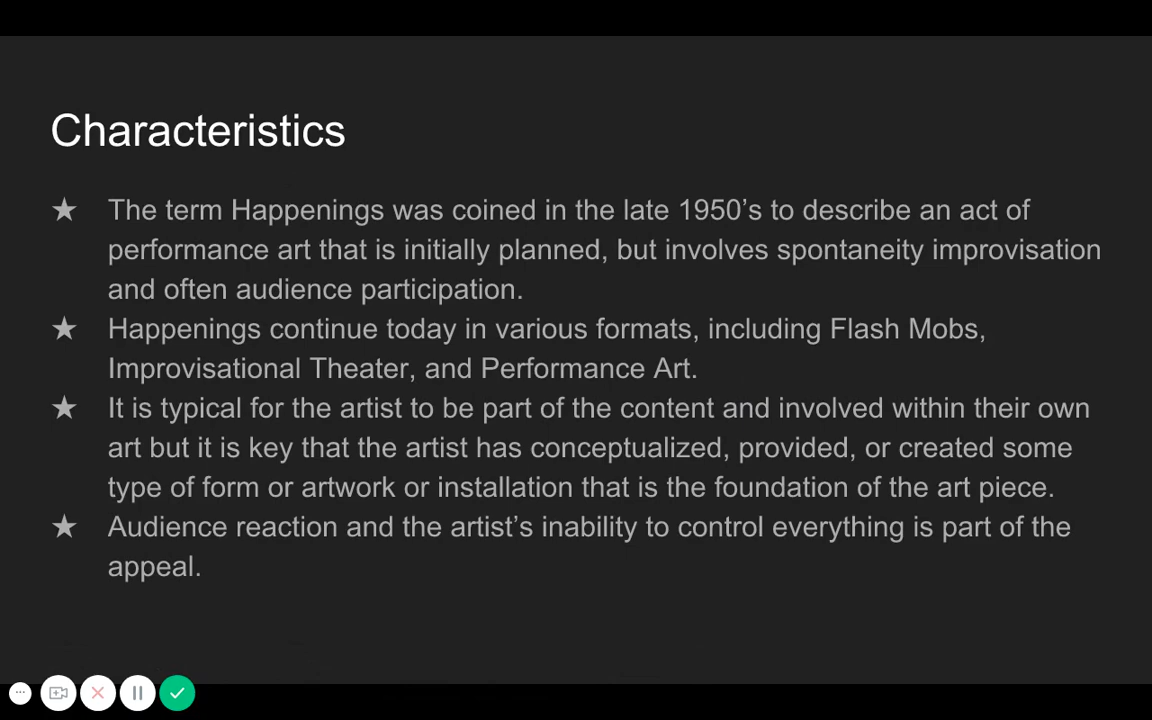 Characteristics
★ The term Happenings was coined in the late 1950’s to describe an act of
performance art that is initially planned, but involves spontaneity improvisation
and often audience participation.
★ Happenings continue today in various formats, including Flash Mobs,
Improvisational Theater, and Performance Art.
★ It is typical for the artist to be part of the content and involved within their own
art but it is key that the artist has conceptualized, provided, or created some
type of form or artwork or installation that is the foundation of the art piece.
★ Audience reaction and the artist’s inability to control everything is part of the
appeal.